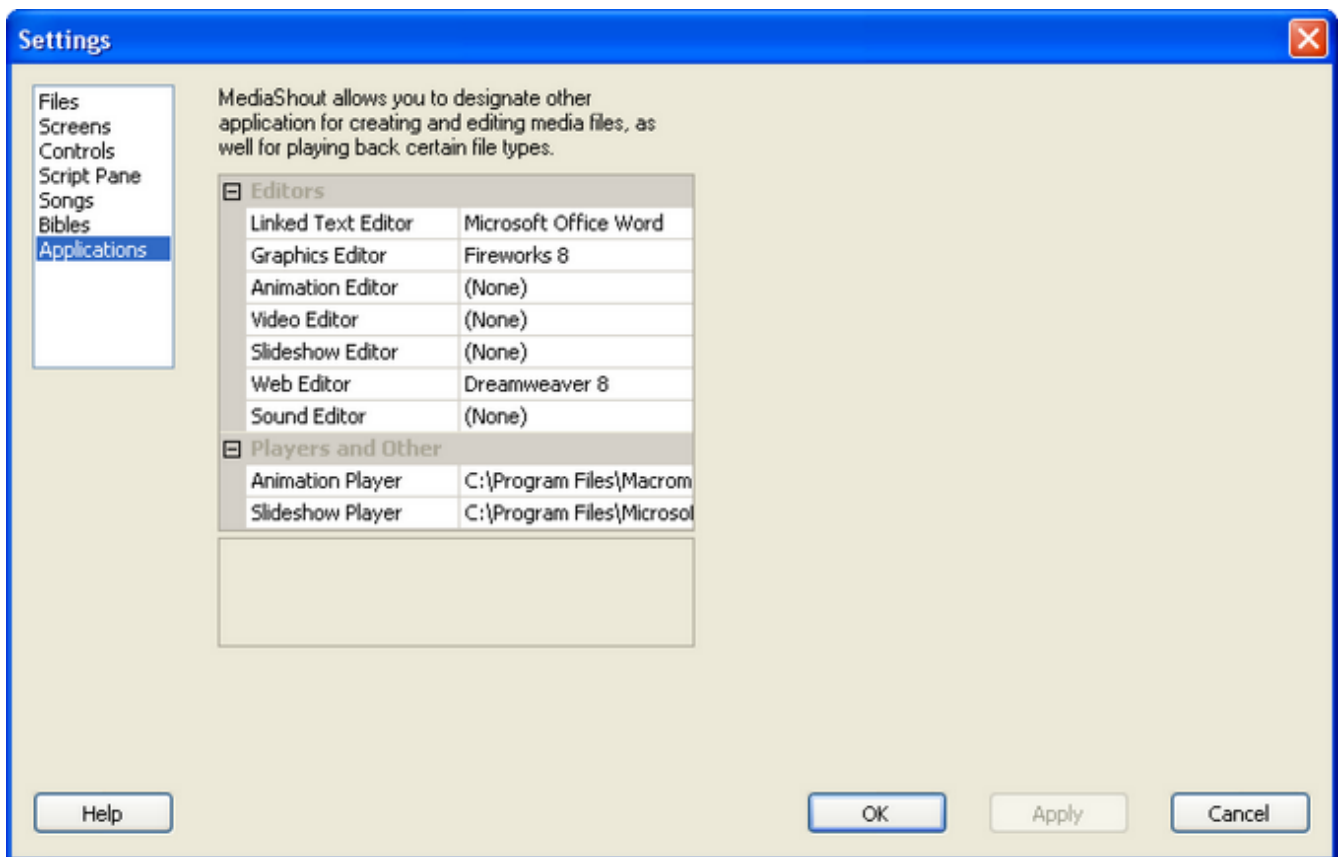 Settings
Files
Screens
Controls
Script Pane
Songs
Bibles
Applications
MediaShout allows you to designate other
application for creating and editing media files, as
well for playing back certain file types.
Editors
Linked Text Editor Microsoft Office Word
Graphics Editor Fireworks 8
Animation Editor (None)
Video Editor (None)
Slideshow Editor (None)
Web Editor Dreamweaver 8
Sound Editor (None)
Players and Other
Animation Player C:\Program Files\Macrom
Slideshow Player C:\Program Files\Microsof
Help OK Apply Cancel